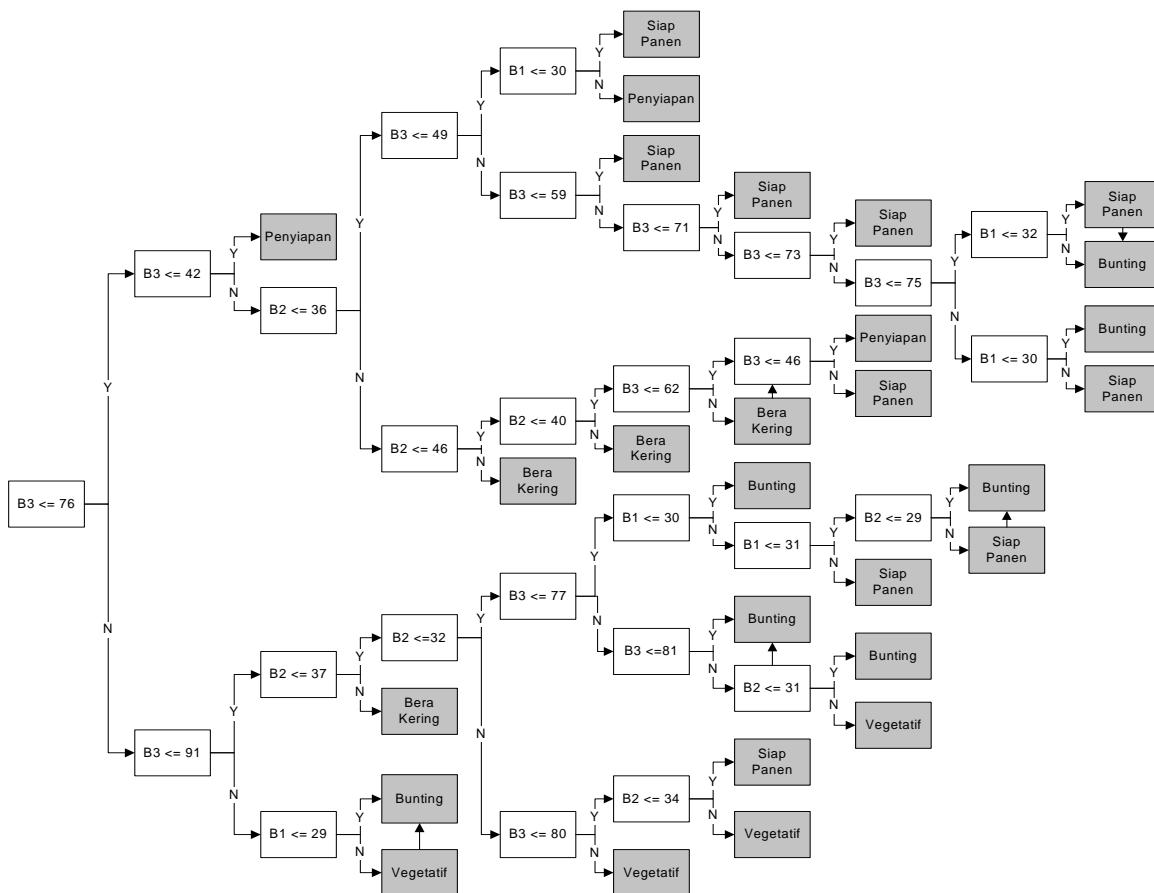 Siap
Panen
B1 <= 30
Y
N
Penyiapan
Y
B3 <= 49
N
Siap
Panen
B3 <= 59
Y
N
Siap
Panen
B3 <= 71
Y
N
Siap
Panen
B3 <= 73
Y
N
B3 <= 75
Siap
Panen
B1 <= 32
Y
N
Bunting
Y
N
Bunting
B1 <= 30
Y
N
Siap
Panen
Penyiapan
B3 <= 42
Y
N
B2 <= 36
Y
N
Penyiapan
B3 <= 46
Y
N
Siap
Panen
B3 <= 62
Y
N
Bera
Kering
B2 <= 40
Y
N
Bera
Kering
B2 <= 46
Y
N
Bera
Kering
B3 <= 76
Y
N
Bunting
B1 <= 30
Y
N
B1 <= 31
Y
N
B2 <= 29
Y
N
Bunting
Siap
Panen
Siap
Panen
B3 <= 77
Y
N
Bunting
B3 <=81
Y
N
B2 <= 31
Y
N
Bunting
Vegetatif
B2 <=32
Y
N
B2 <= 37
Y
N
Bera
Kering
B3 <= 91
Y
N
Siap
Panen
B2 <= 34
Y
N
Vegetatif
B3 <= 80
Y
N
Vegetatif
Bunting
B1 <= 29
Y
N
Vegetatif